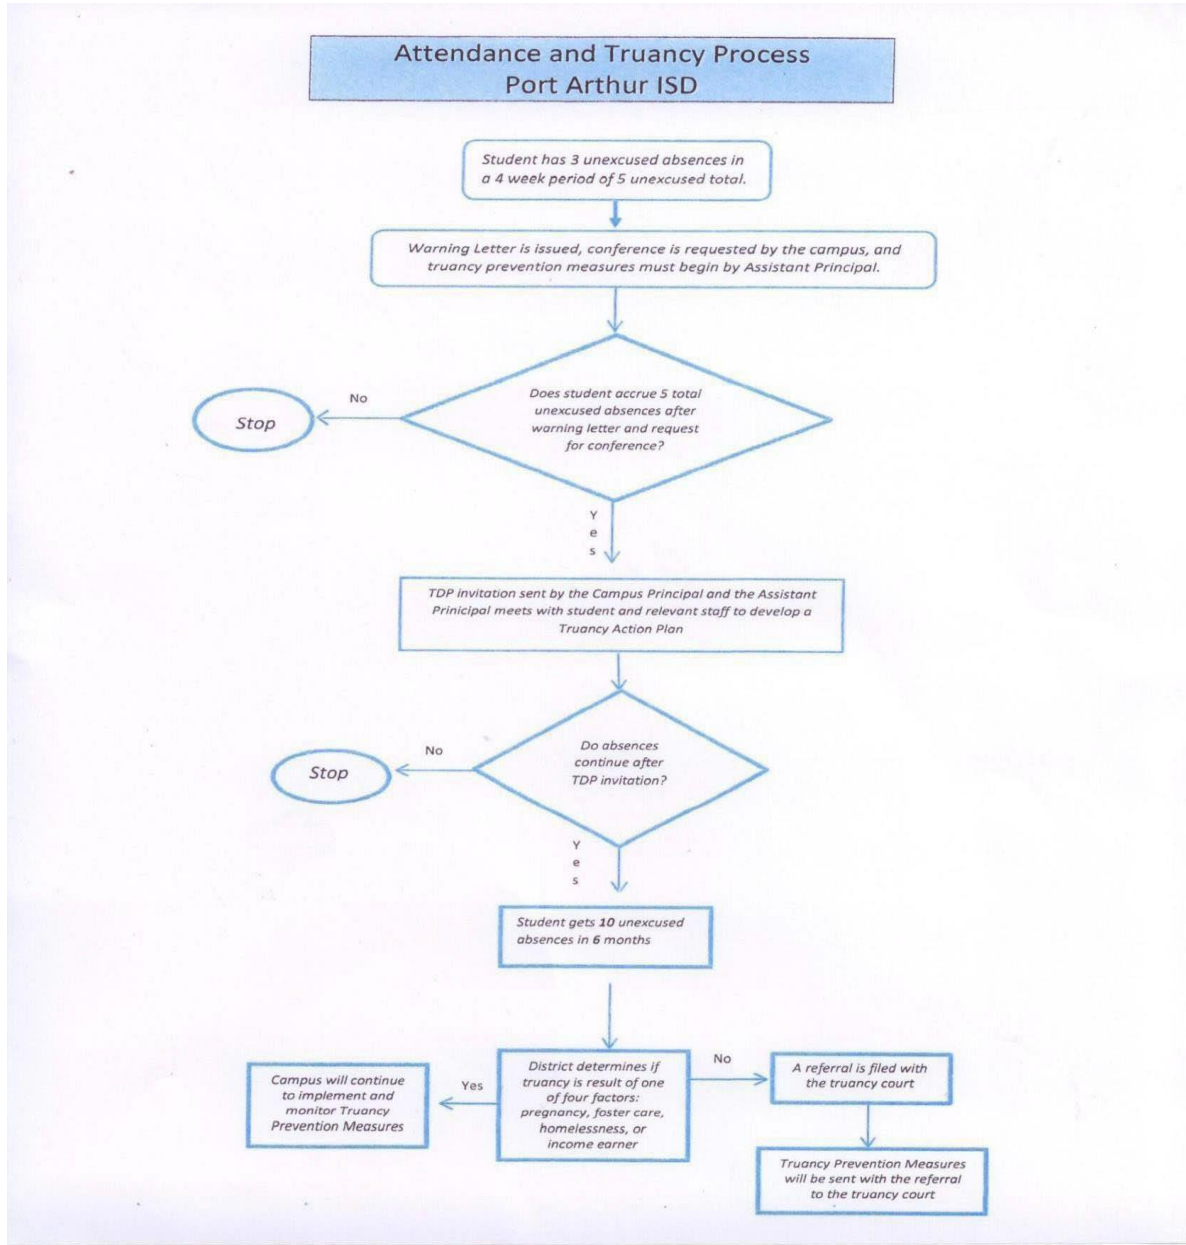 Attendance and Truancy Process
Port Arthur ISD
Student has 3 unexcused absences in
a 4 week period of 5 unexcused total.
Warning Letter is issued, conference is requested by the campus, and
truancy prevention measures must begin by Assistant Principal.
Does student accrue 5 total
unexcused absences after
warning letter and request
for conference?
No
Stop
Yes
TDP invitation sent by the Campus Principal and the Assistant
Prinicipal meets with student and relevant staff to develop a
Truancy Action Plan
Do absences
continue after
TDP invitation?
No
Stop
Yes
Student gets 10 unexcused
absences in 6 months
District determines if
truancy is result of one
of four factors:
pregnancy, foster care,
homelessness, or
income earner
Yes
Campus will continue
to implement and
monitor Truancy
Prevention Measures
No
A referral is filed with
the truancy court
Truancy Prevention Measures
will be sent with the referral
to the truancy court